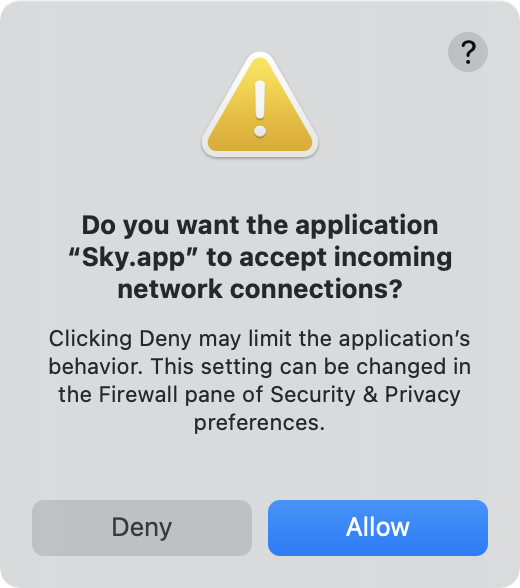 ?
Do you want the application
“Sky.app” to accept incoming
network connections?
Clicking Deny may limit the application’s
behavior. This setting can be changed in
the Firewall pane of Security & Privacy
preferences.
Deny Allow